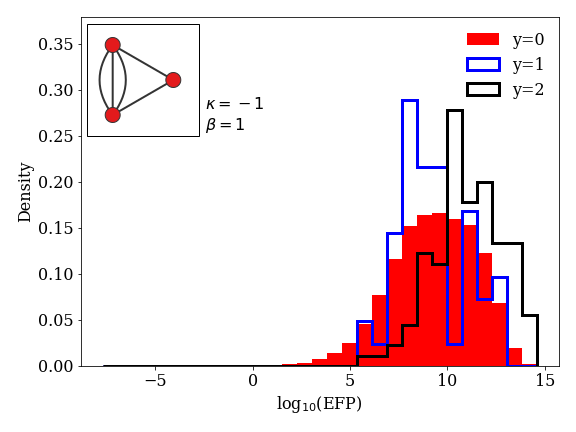 κ = −1
β = 1
y=0
y=1
y=2
0.35
0.30
0.25
0.20
0.15
0.10
0.05
0.00
Density
−5
0
5
10
15
log₁₀(EFP)